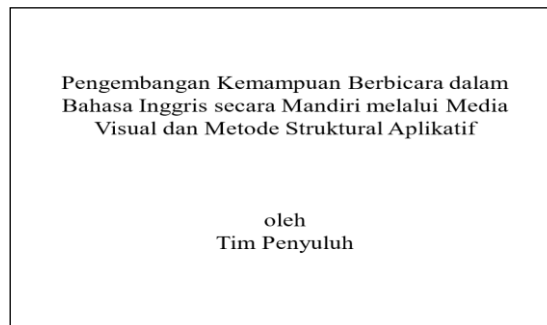 Pengembangan Kemampuan Berbicara dalam
Bahasa Inggris secara Mandiri melalui Media
Visual dan Metode Struktural Aplikatif
oleh
Tim Penyuluh